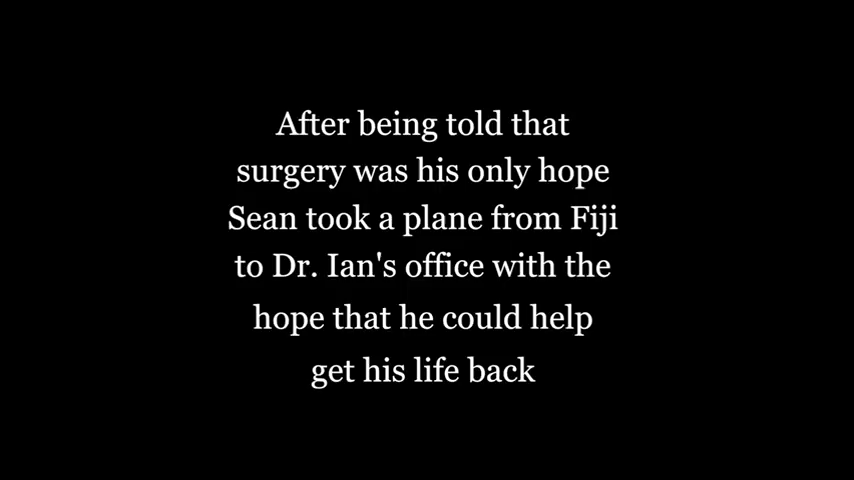 After being told that
surgery was his only hope
Sean took a plane from Fiji
to Dr. Ian's office with the
hope that he could help
get his life back